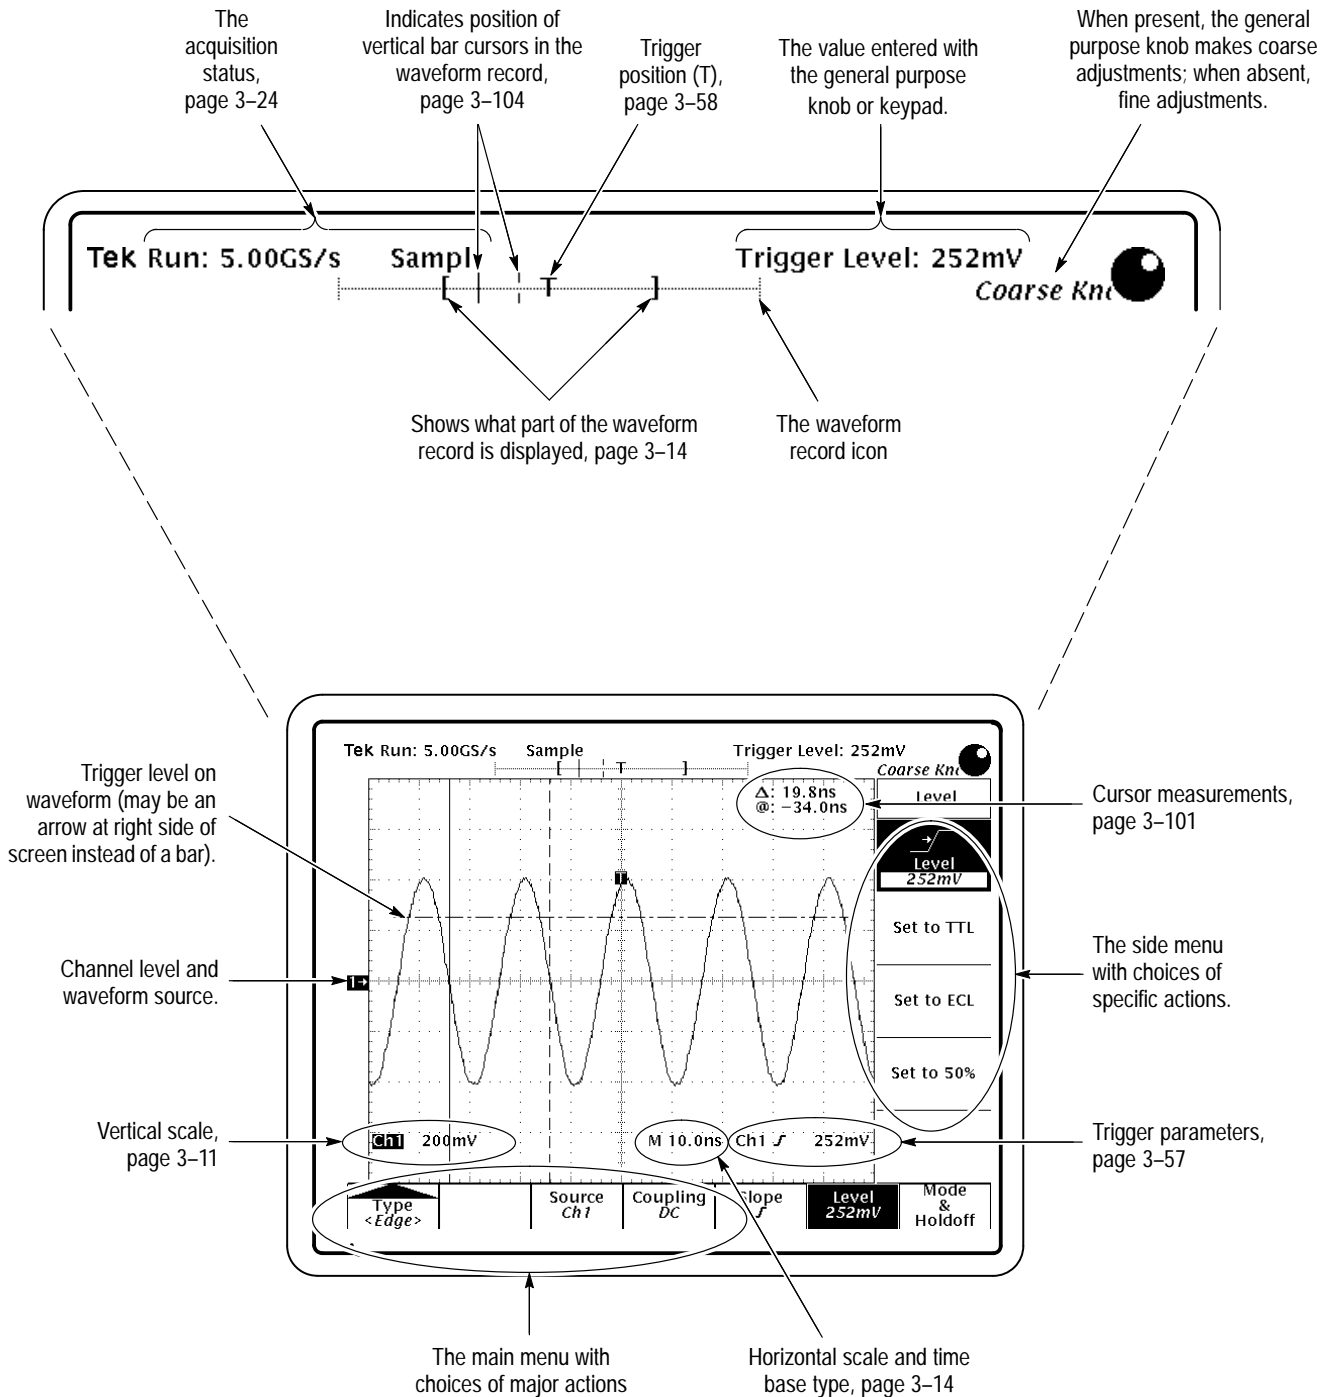 The
acquisition
status,
page 3–24
Indicates position of
vertical bar cursors in the
waveform record,
page 3–104
Trigger
position (T),
page 3–58
The value entered with
the general purpose
knob or keypad.
When present, the general
purpose knob makes coarse
adjustments; when absent,
fine adjustments.
Tek Run: 5.00GS/s Sampl
Trigger Level: 252mV
[ T ]
Coarse Kn
Shows what part of the waveform
record is displayed, page 3–14
The waveform
record icon
Tek Run: 5.00GS/s Sample Trigger Level: 252mV
[ T ]
Coarse Kn
Δ: 19.8ns
@: −34.0ns
Level
Level
252mV
Set to TTL
Set to ECL
Set to 50%
T
1→
Ch1 200mV M 10.0ns Ch1 252mV
Type
<Edge>
Source
Ch1
Coupling
DC
Slope
Level
252mV
Mode
&
Holdoff
Trigger level on
waveform (may be an
arrow at right side of
screen instead of a bar).
Channel level and
waveform source.
Vertical scale,
page 3–11
Cursor measurements,
page 3–101
The side menu
with choices of
specific actions.
Trigger parameters,
page 3–57
The main menu with
choices of major actions
Horizontal scale and time
base type, page 3–14